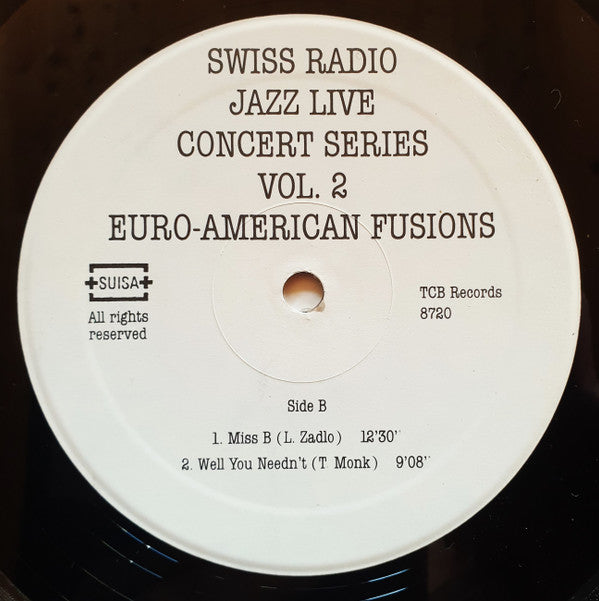 SWISS RADIO
JAZZ LIVE
CONCERT SERIES
VOL. 2
EURO-AMERICAN FUSIONS
SUISA
All rights
reserved
TCB Records
8720
Side B
1. Miss B (L. Zadlo) 12'30"
2. Well You Needn't (T Monk) 9'08"